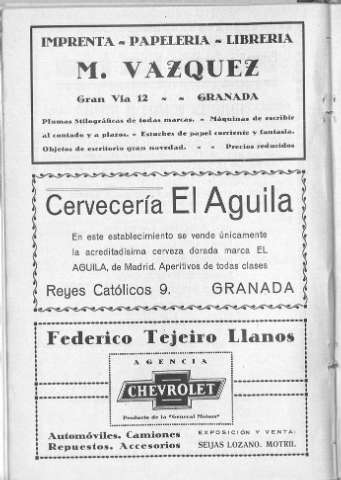 IMPRENTA - PAPELERIA - LIBRERIA
M. VAZQUEZ
Gran Via 12 - - GRANADA
Plumas Stilográficas de todas marcas. - Máquinas de escribir
al contado y a plazos. - Estuches de papel corriente y fantasía.
Objetos de escritorio gran novedad. - - Precios reducidos
Cervecería El Aguila
En este establecimiento se vende únicamente
la acreditadísima cerveza dorada marca EL
AGUILA, de Madrid. Aperitivos de todas clases
Reyes Católicos 9. GRANADA
Federico Tejeiro Llanos
AGENCIA
CHEVROLET
Producto de la "General Motors"
Automóviles. Camiones
Repuestos. Accesorios
EXPOSICIÓN Y VENTA:
SEIJAS LOZANO. MOTRIL